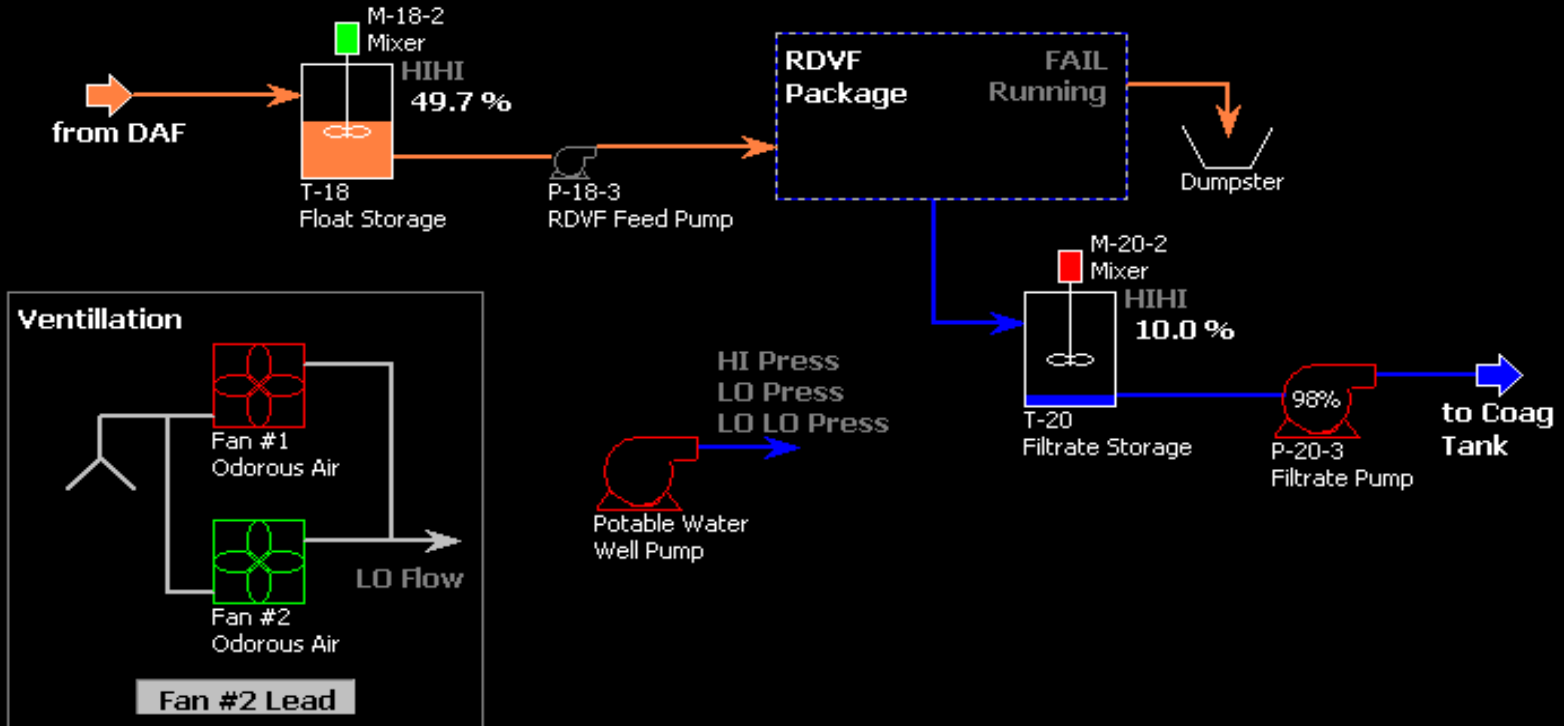 M-18-2
Mixer
HIHI
49.7 %
from DAF
T-18
Float Storage
P-18-3
RDVF Feed Pump
RDVF
Package
FAIL
Running
Dumpster
M-20-2
Mixer
HIHI
10.0 %
T-20
Filtrate Storage
98%
P-20-3
Filtrate Pump
to Coag
Tank
Ventillation
Fan #1
Odorous Air
Fan #2
Odorous Air
LO Flow
Fan #2 Lead
HI Press
LO Press
LO LO Press
Potable Water
Well Pump